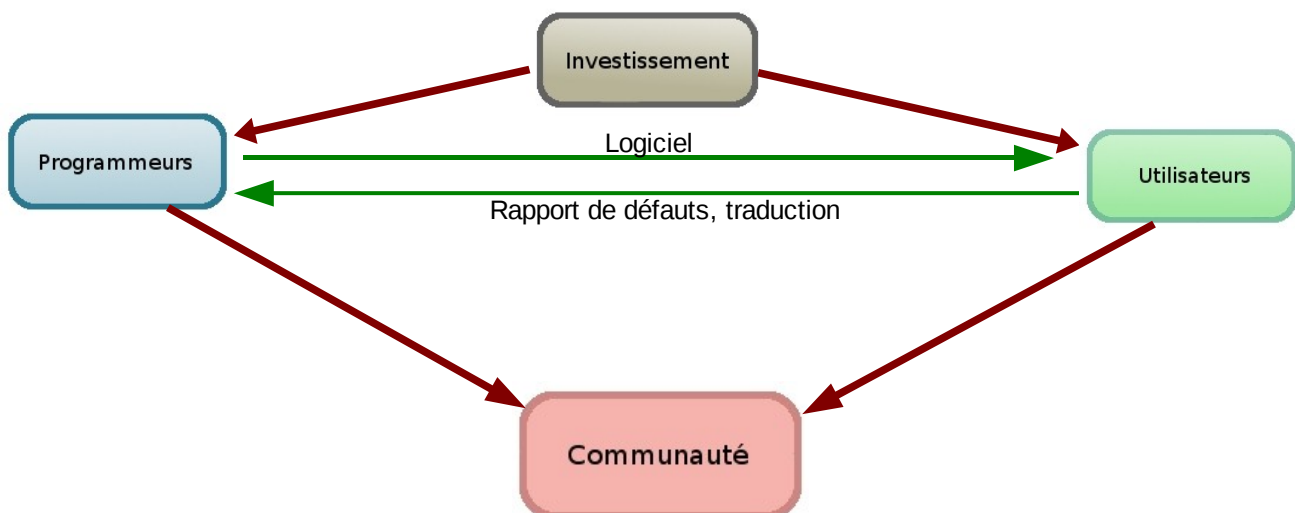 Investissement
Programmeurs
Logiciel
Utilisateurs
Rapport de défauts, traduction
Communauté